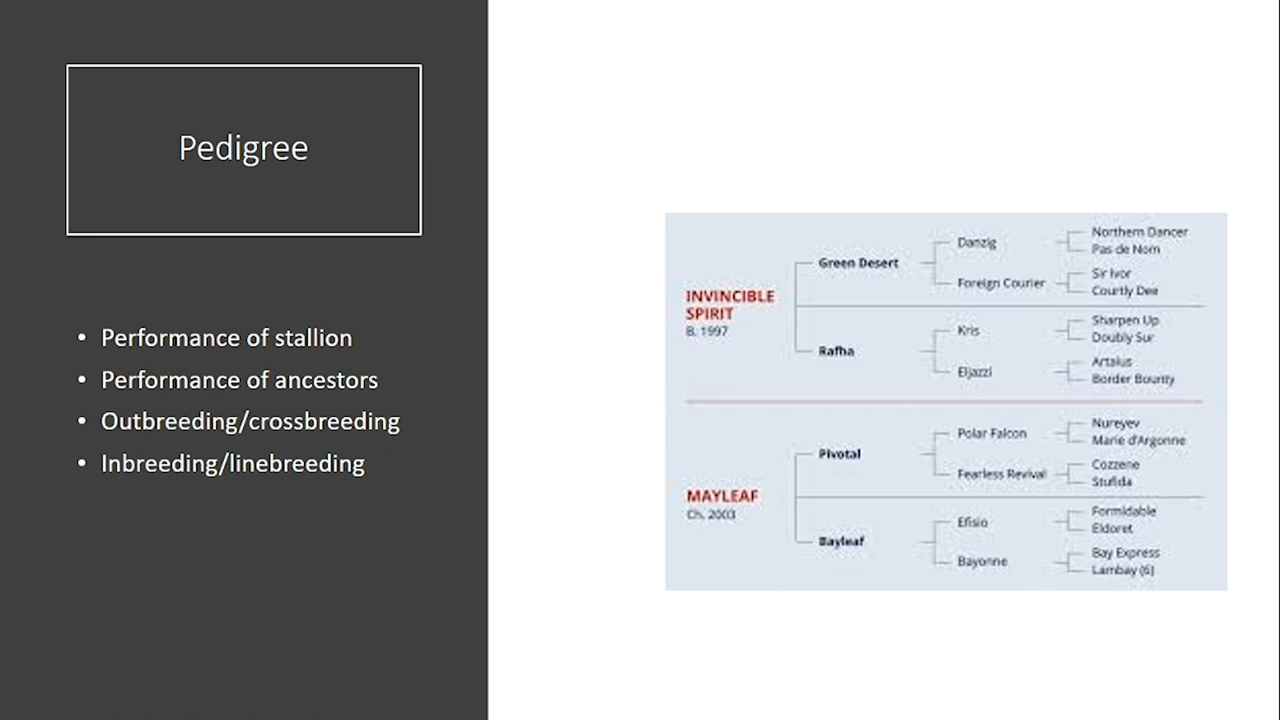 Pedigree
• Performance of stallion
• Performance of ancestors
• Outbreeding/crossbreeding
• Inbreeding/linebreeding
INVINCIBLE
SPIRIT
B. 1997
Green Desert
Danzig
Northern Dancer
Pas de Nom
Foreign Courier
Sir Ivor
Courtly Dee
Rafha
Kris
Sharpen Up
Doubly Sur
Eljazzi
Artaius
Border Bounty
MAYLEAF
Ch. 2003
Pivotal
Polar Falcon
Nureyev
Marie d'Argonne
Fearless Revival
Cozzene
Stufida
Bayleaf
Efisio
Formidable
Eldoret
Bayonne
Bay Express
Lambay (6)